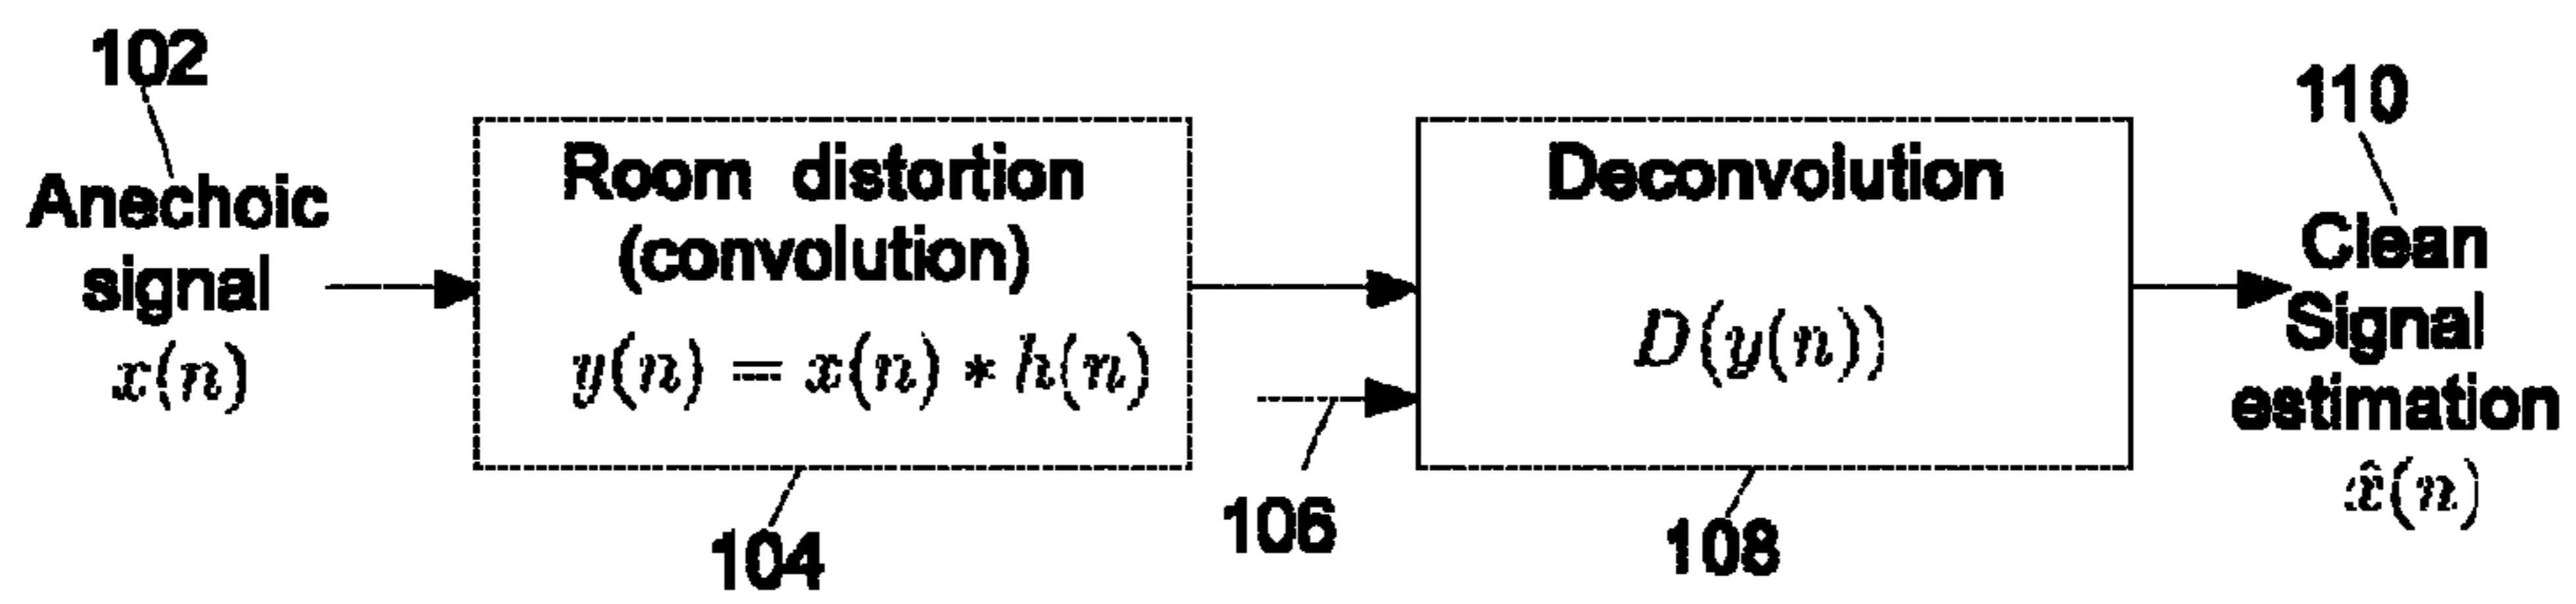 102
Anechoic
signal
x(n)
Room distortion
(convolution)
y(n) = x(n) * h(n)
104
106
Deconvolution
D(y(n))
108
110
Clean
Signal
estimation
x̂(n)